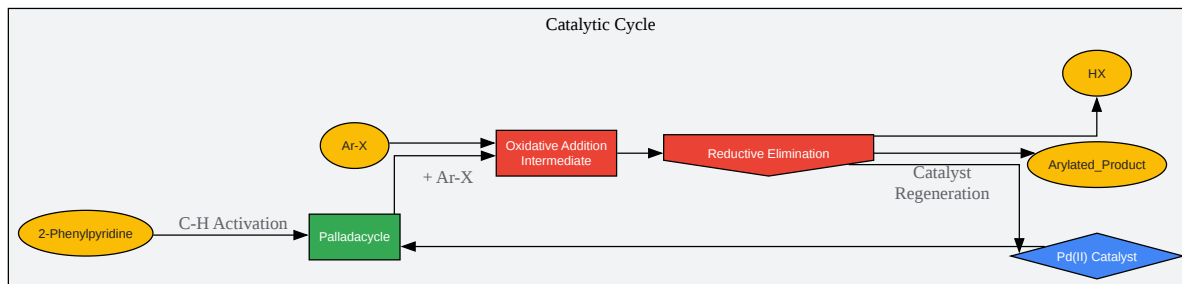 Catalytic Cycle
HX
Ar-X
Oxidative Addition
Intermediate
Reductive Elimination
Arylated_Product
+ Ar-X
Catalyst
Regeneration
2-Phenylpyridine
C-H Activation
Palladacycle
Pd(II) Catalyst